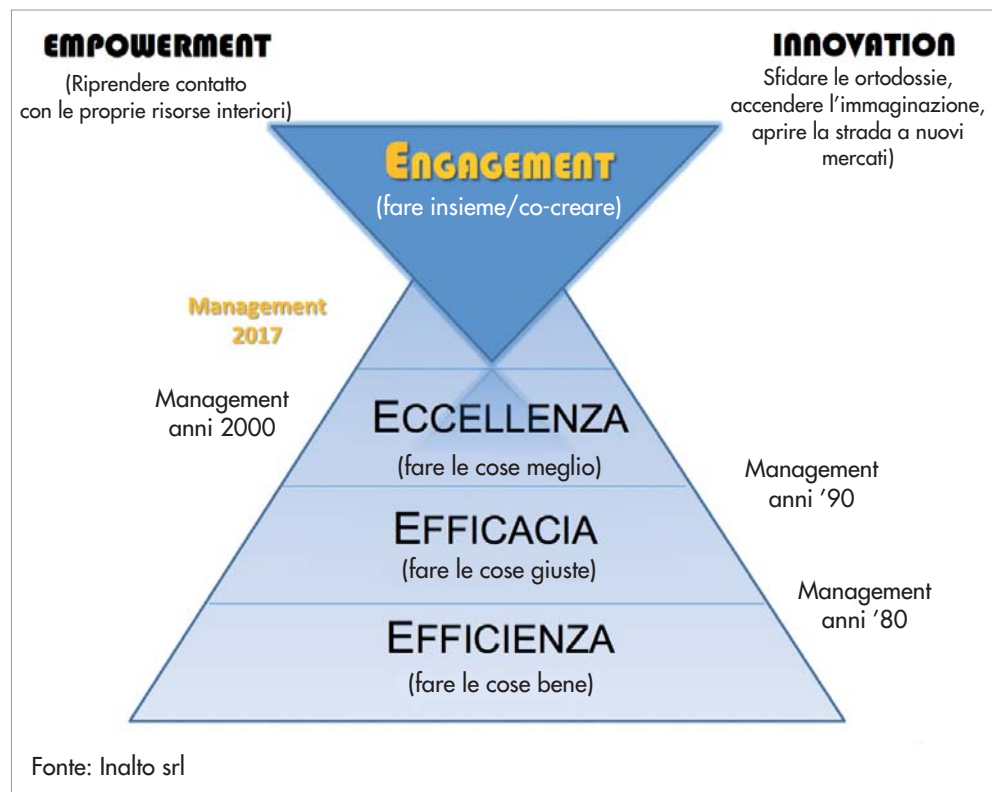 EMPOWERMENT
(Riprendere contatto
con le proprie risorse interiori)
INNOVATION
Sfidare le ortodossie,
accendere l'immaginazione,
aprire la strada a nuovi
mercati)
ENGAGEMENT
(fare insieme/co-creare)
Management
2017
Management
anni 2000
ECCELLENZA
(fare le cose meglio)
Management
anni '90
EFFICACIA
(fare le cose giuste)
Management
anni '80
EFFICIENZA
(fare le cose bene)
Fonte: Inalto srl